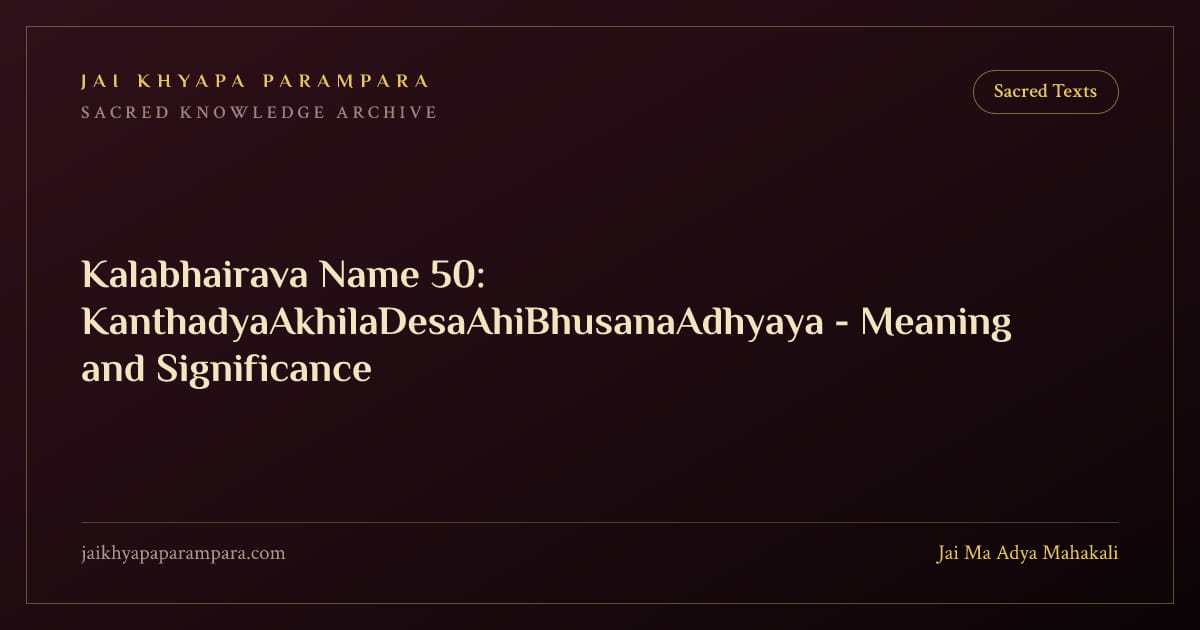 JAI KHYAPA PARAMPARA
SACRED KNOWLEDGE ARCHIVE
Sacred Texts
Kalabhairava Name 50:
KanthadyaAkhilaDesaAhiBhusanaAdhyaya - Meaning
and Significance
jaikhyapaparampara.com
Jai Ma Adya Mahakali